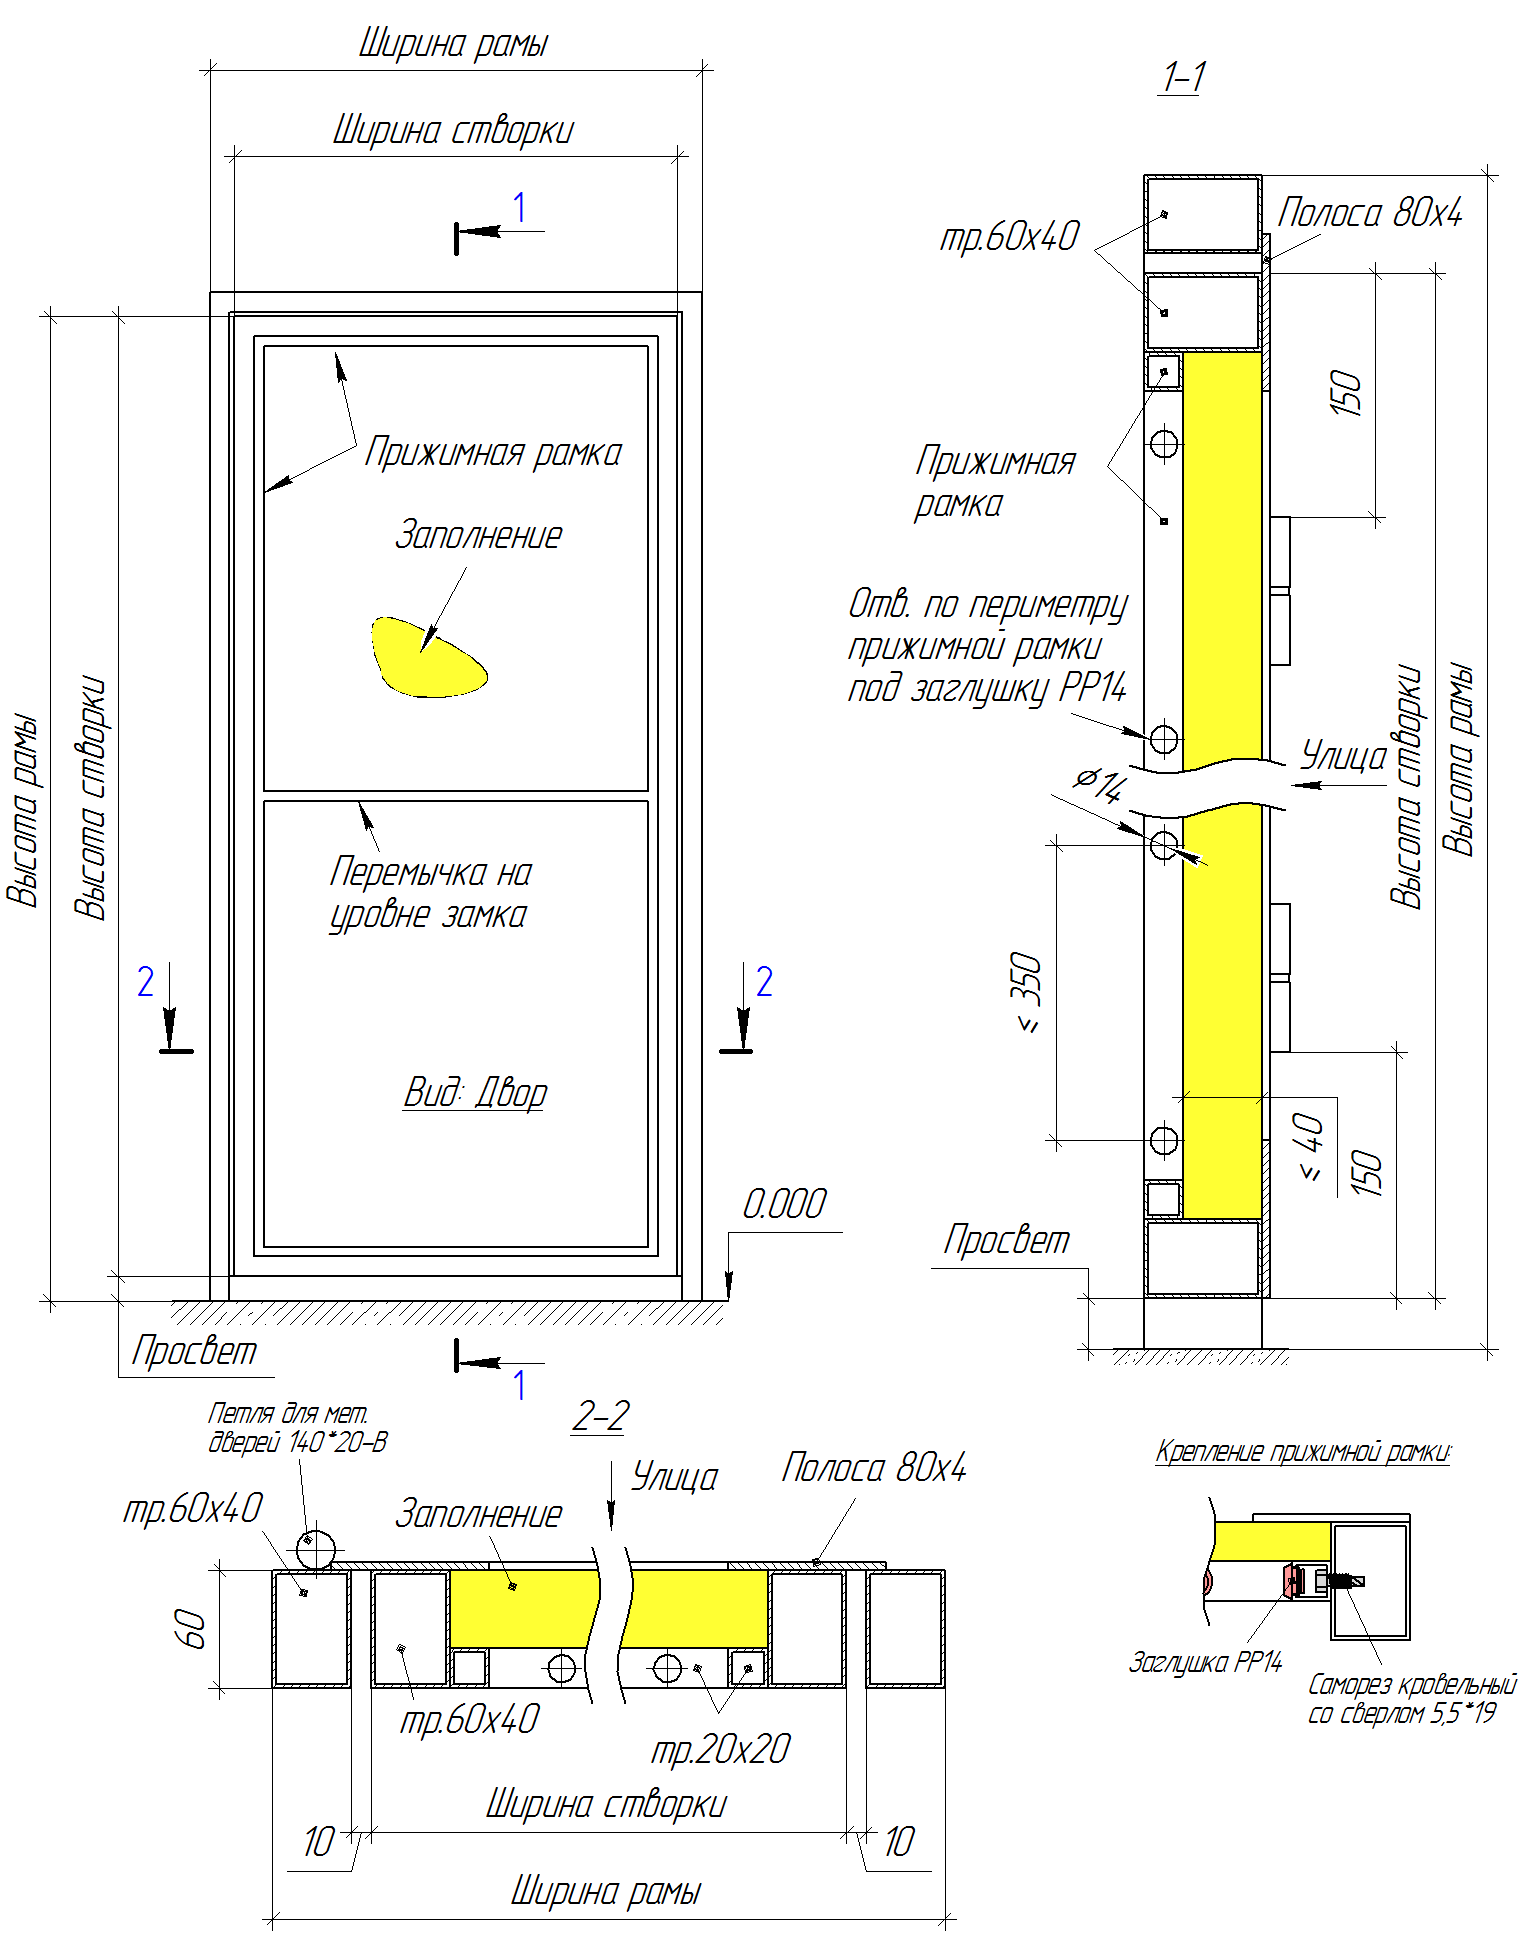 Ширина рамы
1-1
Ширина створки
1
тр.60х40
Полоса 80х4
150
Прижимная рамка
Прижимная
рамка
Заполнение
Отв. по периметру
прижимной рамки
под заглушку РР14
Высота рамы
Высота створки
Улица
⌀14
Высота створки
Высота рамы
Перемычка на
уровне замка
2
2
≤ 350
Вид: Двор
≤ 40
150
0.000
Просвет
Просвет
1
Петля для мет.
дверей 140*20-В
2-2
Улица
Полоса 80х4
Крепление прижимной рамки:
тр.60х40
Заполнение
60
Заглушка РР14
Саморез кровельный
со сверлом 5,5*19
тр.60х40
тр.20х20
Ширина створки
10
10
Ширина рамы